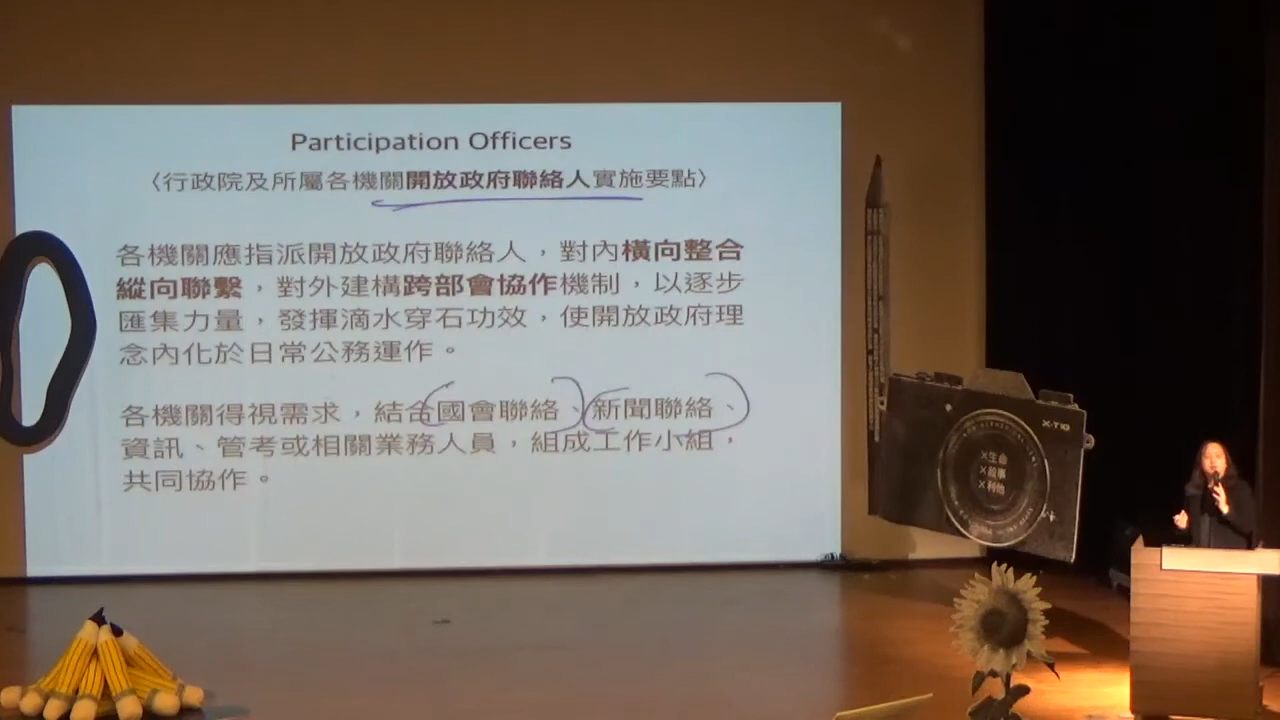 Participation Officers
〈行政院及所屬各機關開放政府聯絡人實施要點〉
各機關應指派開放政府聯絡人，對內橫向整合
縱向聯繫，對外建構跨部會協作機制，以逐步
匯集力量，發揮滴水穿石功效，使開放政府理
念內化於日常公務運作。
各機關得視需求，結合國會聯絡、新聞聯絡、
資訊、管考或相關業務人員，組成工作小組，
共同協作。
X-T10
×生命
×敘事
×利他